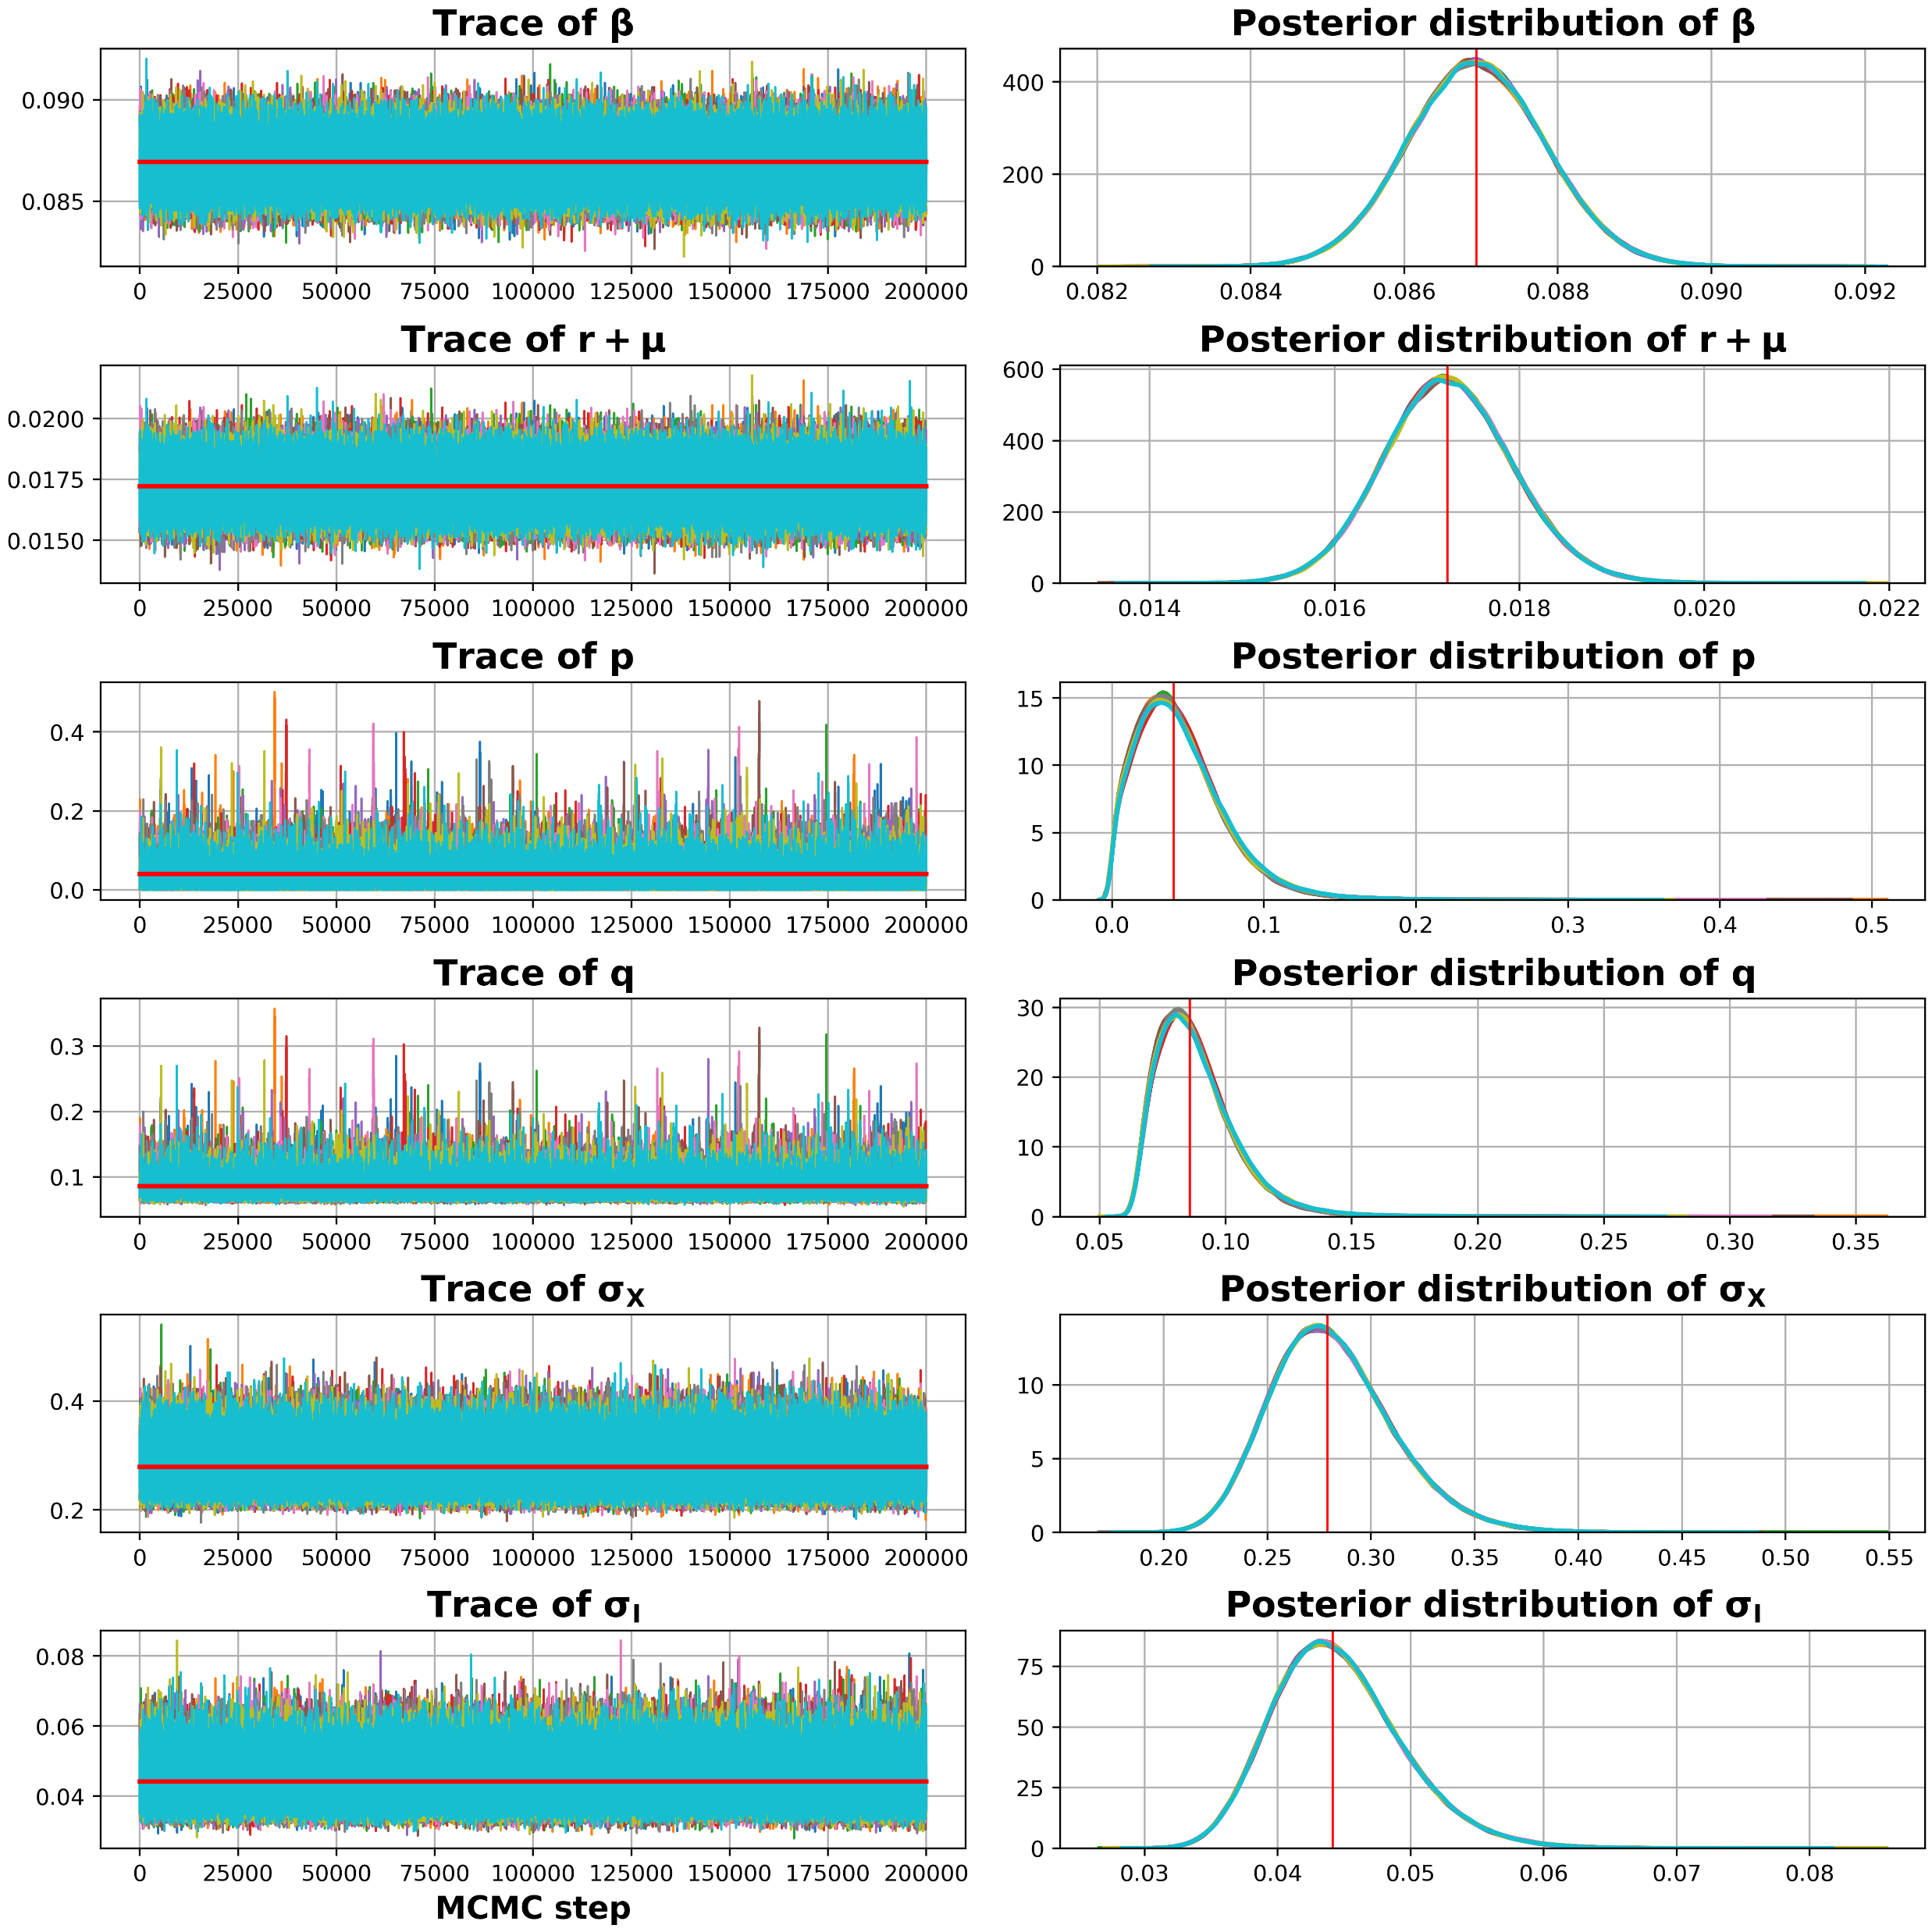 Trace of β
Posterior distribution of β
0.090
0.085
0 25000 50000 75000 100000 125000 150000 175000 200000
400
200
0
0.082 0.084 0.086 0.088 0.090 0.092
Trace of r + μ
Posterior distribution of r + μ
0.0200
0.0175
0.0150
0 25000 50000 75000 100000 125000 150000 175000 200000
600
400
200
0
0.014 0.016 0.018 0.020 0.022
Trace of p
Posterior distribution of p
0.4
0.2
0.0
0 25000 50000 75000 100000 125000 150000 175000 200000
15
10
5
0
0.0 0.1 0.2 0.3 0.4 0.5
Trace of q
Posterior distribution of q
0.3
0.2
0.1
0 25000 50000 75000 100000 125000 150000 175000 200000
30
20
10
0
0.05 0.10 0.15 0.20 0.25 0.30 0.35
Trace of σX
Posterior distribution of σX
0.4
0.2
0 25000 50000 75000 100000 125000 150000 175000 200000
10
5
0
0.20 0.25 0.30 0.35 0.40 0.45 0.50 0.55
Trace of σI
Posterior distribution of σI
0.08
0.06
0.04
0 25000 50000 75000 100000 125000 150000 175000 200000
75
50
25
0
0.03 0.04 0.05 0.06 0.07 0.08
MCMC step